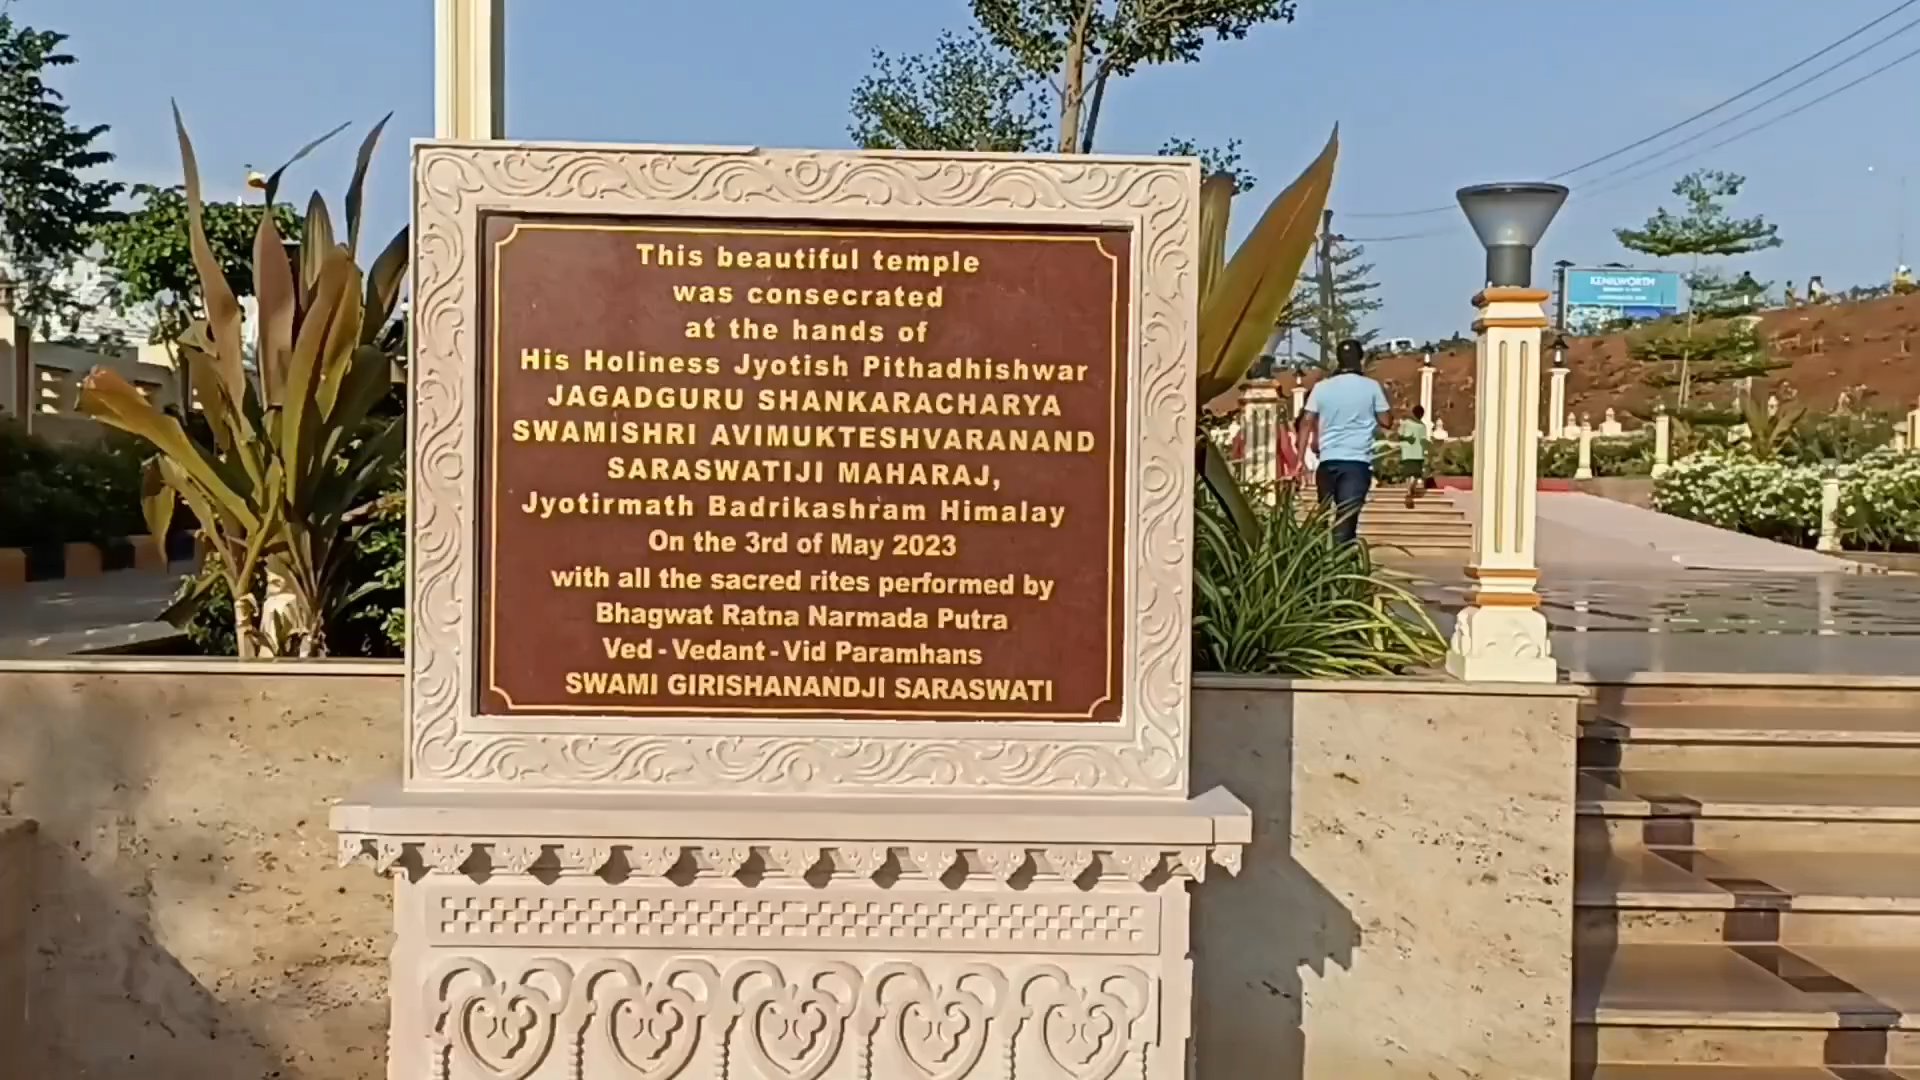 This beautiful temple
was consecrated
at the hands of
His Holiness Jyotish Pithadhishwar
JAGADGURU SHANKARACHARYA
SWAMISHRI AVIMUKTESHVARANAND
SARASWATIJI MAHARAJ,
Jyotirmath Badrikashram Himalay
On the 3rd of May 2023
with all the sacred rites performed by
Bhagwat Ratna Narmada Putra
Ved - Vedant - Vid Paramhans
SWAMI GIRISHANANDJI SARASWATI
KENILWORTH